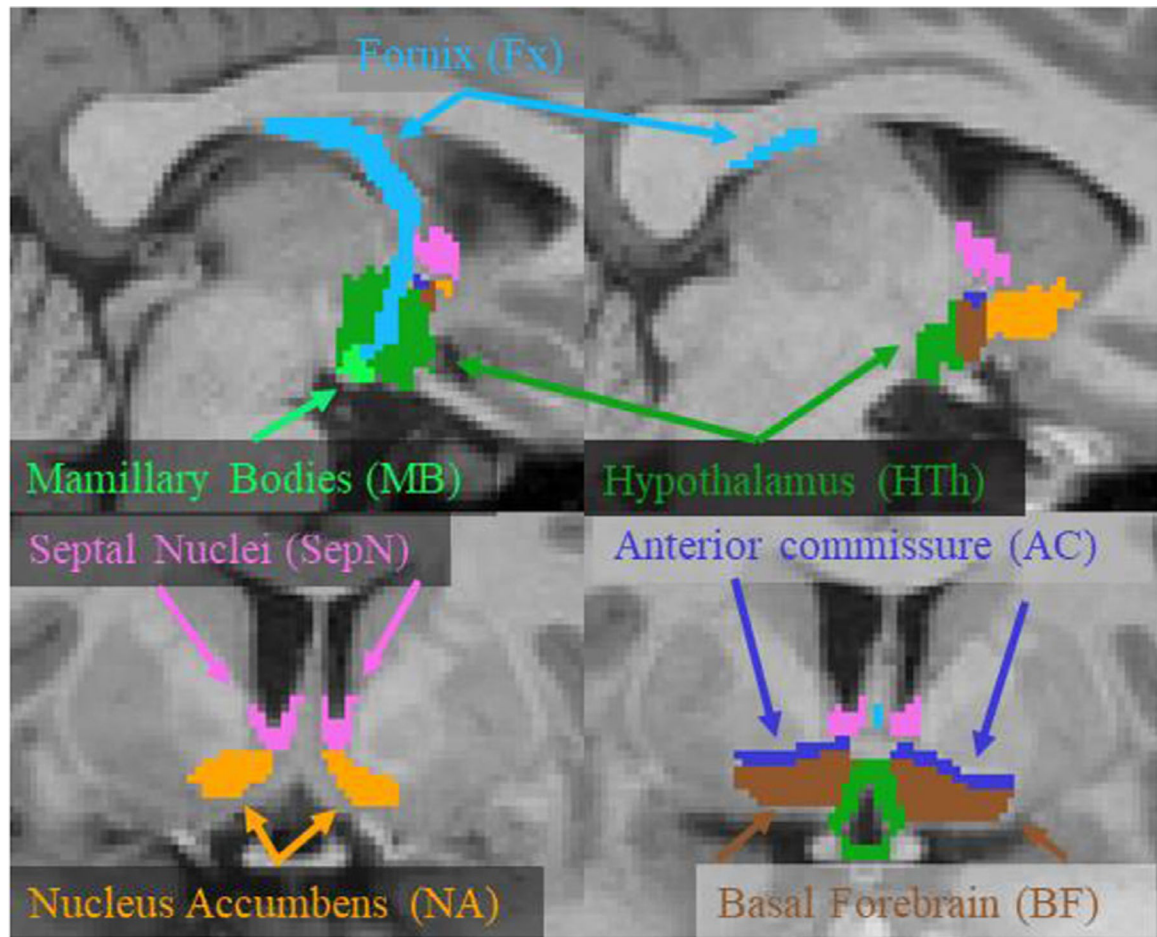 Fornix (Fx)
Mamillary Bodies (MB)
Hypothalamus (HTh)
Septal Nuclei (SepN)
Anterior commissure (AC)
Nucleus Accumbens (NA)
Basal Forebrain (BF)